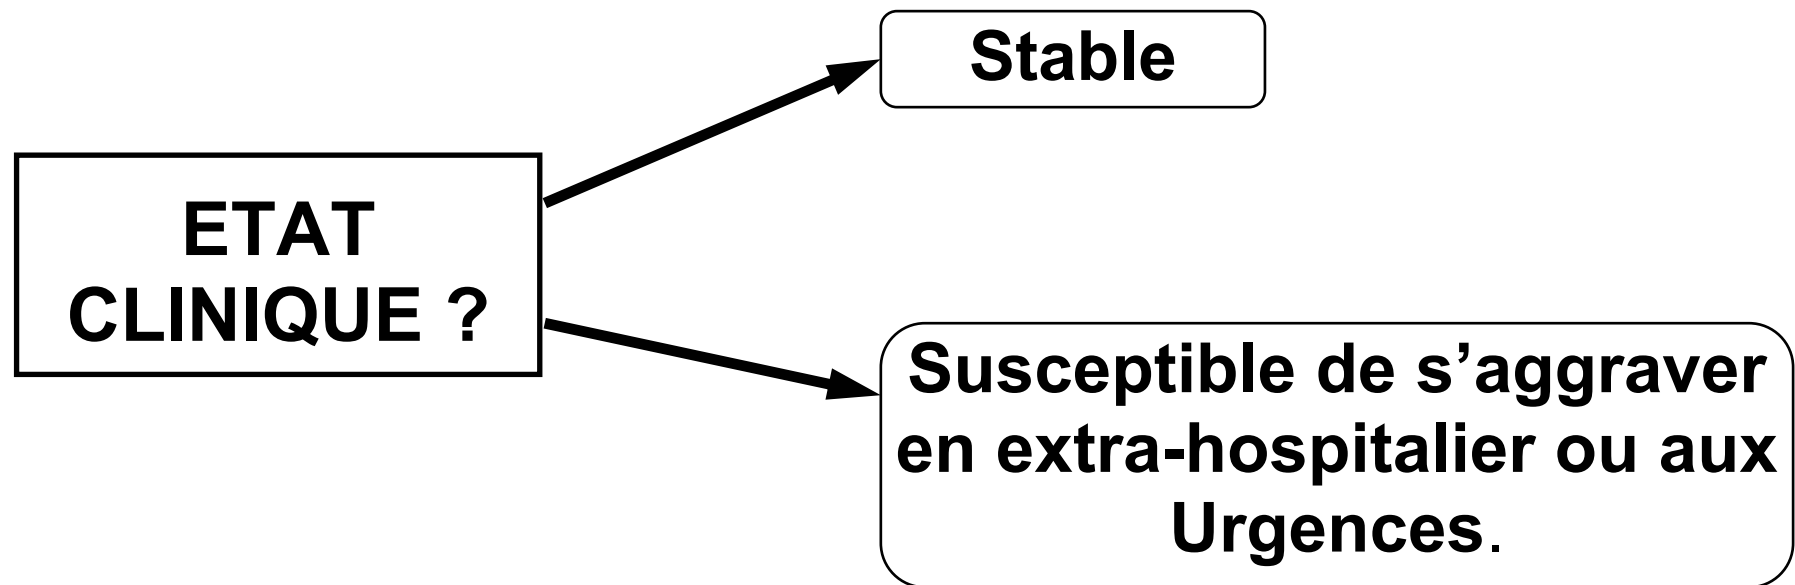 Stable
ETAT
CLINIQUE ?
Susceptible de s’aggraver
en extra-hospitalier ou aux
Urgences.